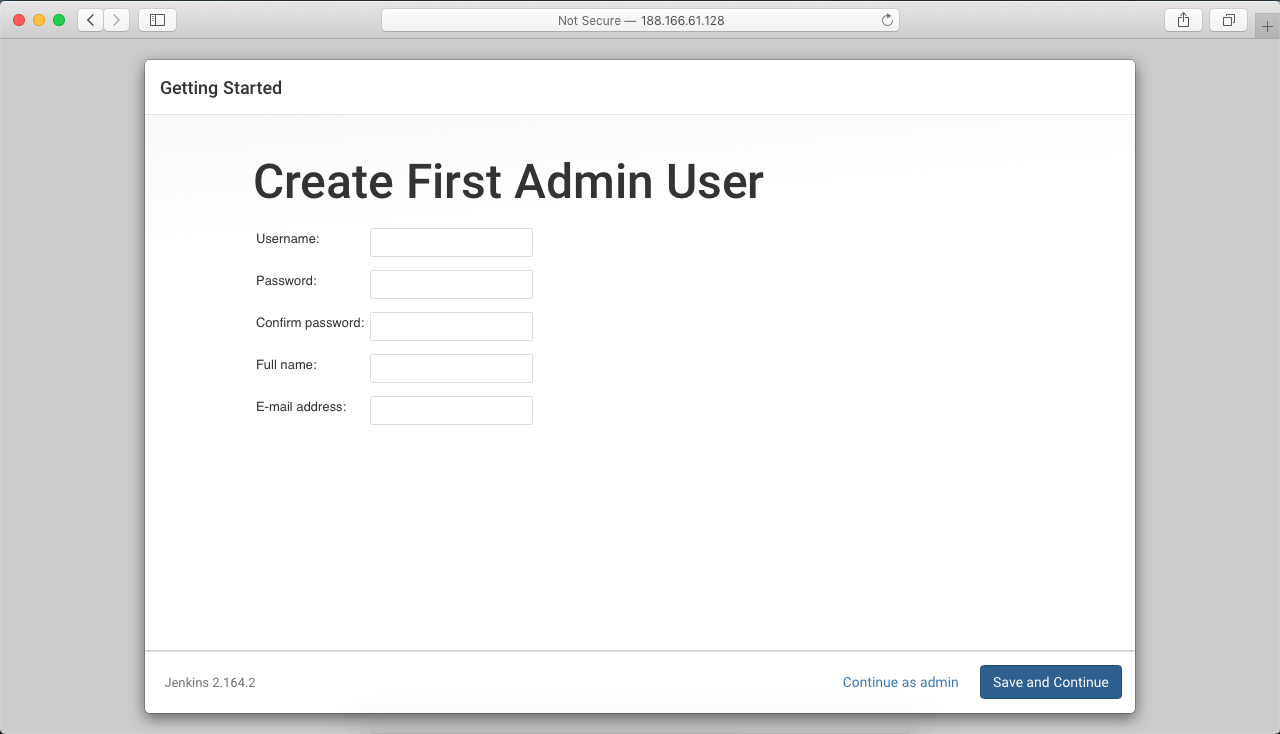 Not Secure — 188.166.61.128
Getting Started
Create First Admin User
Username:
Password:
Confirm password:
Full name:
E-mail address:
Jenkins 2.164.2
Continue as admin
Save and Continue